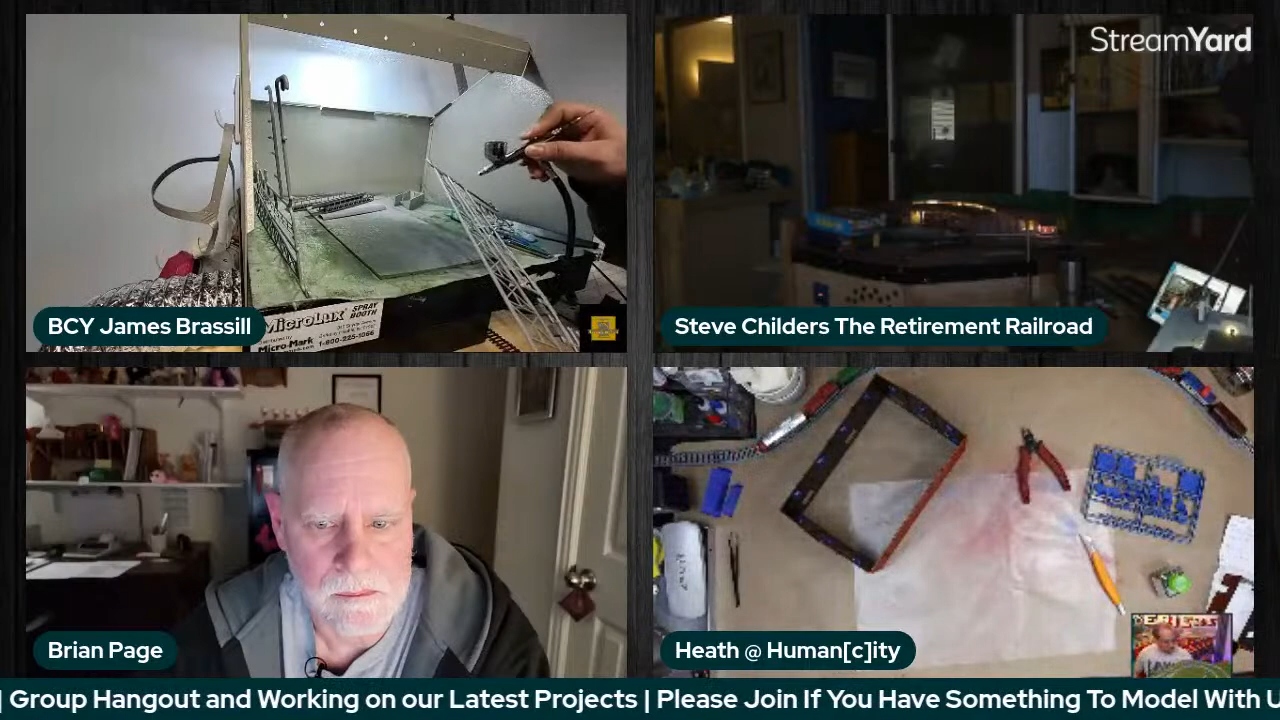 StreamYard
MicroLux SPRAY
BOOTH
Micro-Mark
1-800-225-1066
BCY James Brassill
Steve Childers The Retirement Railroad
Brian Page
Heath @ Human[c]ity
| Group Hangout and Working on our Latest Projects | Please Join If You Have Something To Model With U